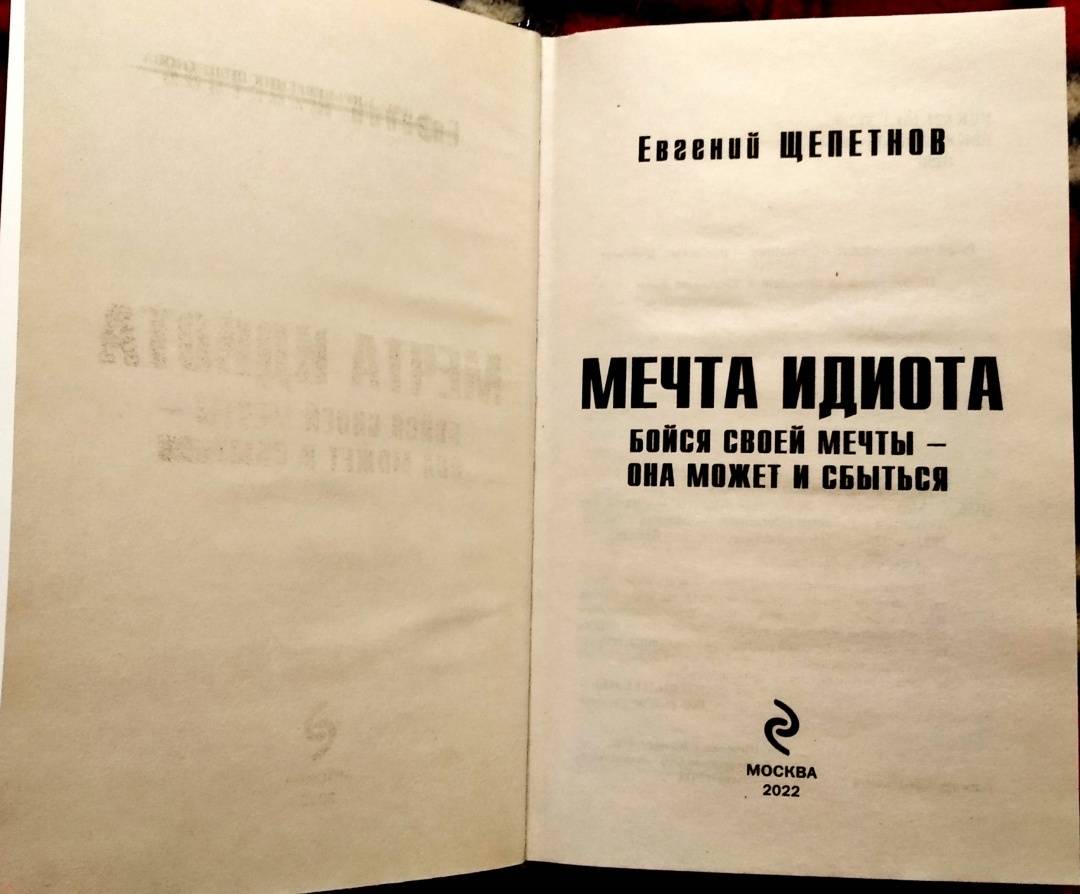 Евгений ЩЕПЕТНОВ
МЕЧТА ИДИОТА
БОЙСЯ СВОЕЙ МЕЧТЫ –
ОНА МОЖЕТ И СБЫТЬСЯ
МОСКВА
2022